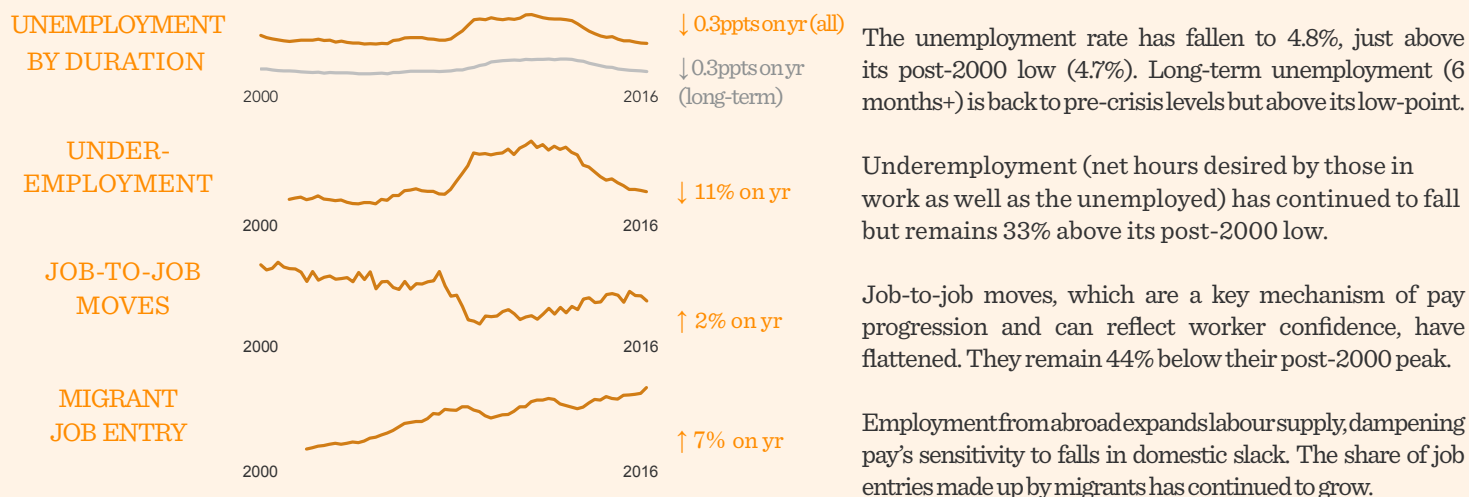 UNEMPLOYMENT
BY DURATION
2000
2016
↓ 0.3ppts on yr (all)
↓ 0.3ppts on yr
(long-term)
The unemployment rate has fallen to 4.8%, just above
its post-2000 low (4.7%). Long-term unemployment (6
months+) is back to pre-crisis levels but above its low-point.
UNDER-
EMPLOYMENT
2000
2016
↓ 11% on yr
Underemployment (net hours desired by those in
work as well as the unemployed) has continued to fall
but remains 33% above its post-2000 low.
JOB-TO-JOB
MOVES
2000
2016
↑ 2% on yr
Job-to-job moves, which are a key mechanism of pay
progression and can reflect worker confidence, have
flattened. They remain 44% below their post-2000 peak.
MIGRANT
JOB ENTRY
2000
2016
↑ 7% on yr
Employment from abroad expands labour supply, dampening
pay's sensitivity to falls in domestic slack. The share of job
entries made up by migrants has continued to grow.